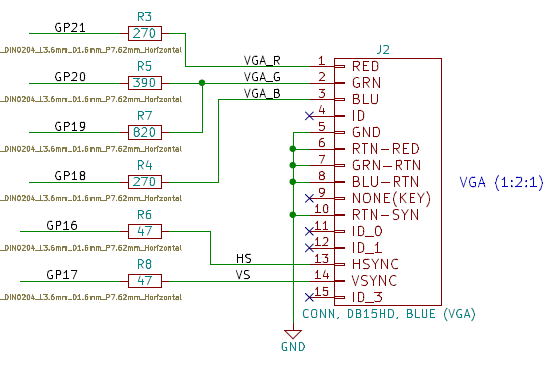 R3
GP21
270
_DIN0204_L3.6mm_D1.6mm_P7.62mm_Horizontal
R5
GP20
390
_DIN0204_L3.6mm_D1.6mm_P7.62mm_Horizontal
R7
GP19
820
_DIN0204_L3.6mm_D1.6mm_P7.62mm_Horizontal
R4
GP18
270
_DIN0204_L3.6mm_D1.6mm_P7.62mm_Horizontal
R6
GP16
47
_DIN0204_L3.6mm_D1.6mm_P7.62mm_Horizontal
R8
GP17
47
_DIN0204_L3.6mm_D1.6mm_P7.62mm_Horizontal
J2
VGA_R 1 RED
VGA_G 2 GRN
VGA_B 3 BLU
4 ID
5 GND
6 RTN-RED
7 GRN-RTN
8 BLU-RTN
9 NONE(KEY)
10 RTN-SYN
11 ID_0
12 ID_1
HS 13 HSYNC
VS 14 VSYNC
15 ID_3
VGA (1:2:1)
CONN, DB15HD, BLUE (VGA)
GND